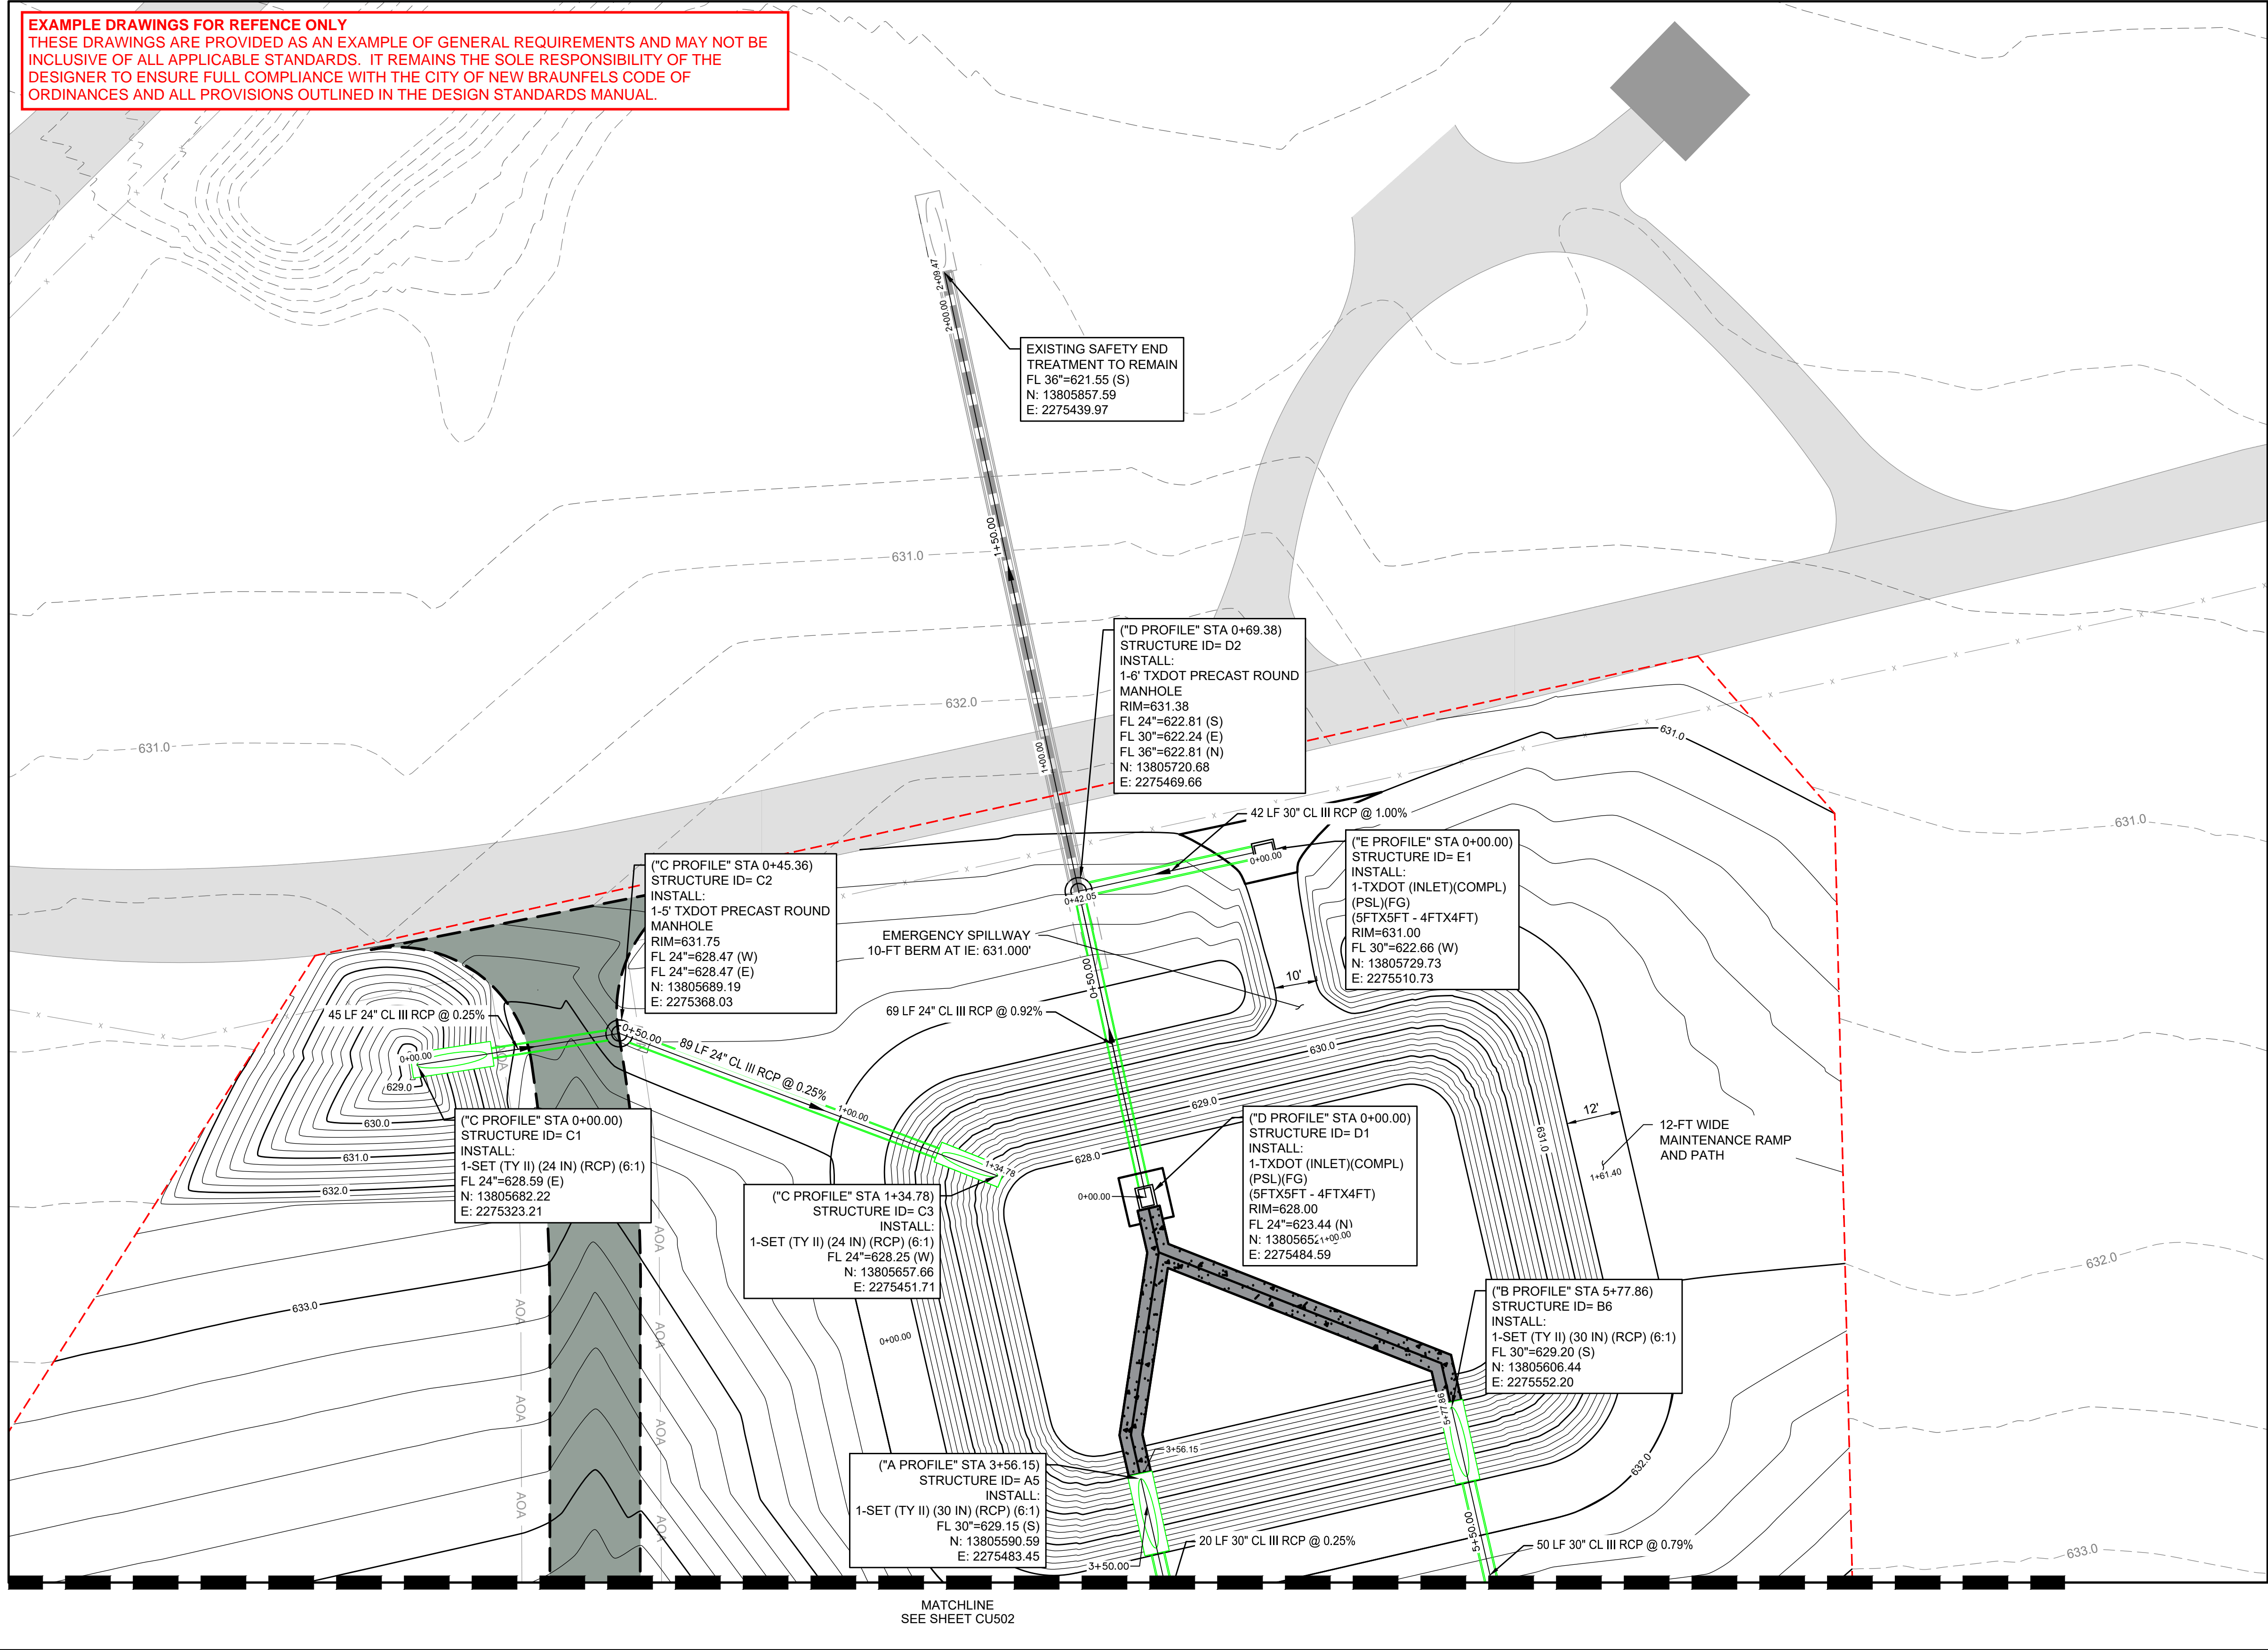 EXAMPLE DRAWINGS FOR REFENCE ONLY
THESE DRAWINGS ARE PROVIDED AS AN EXAMPLE OF GENERAL REQUIREMENTS AND MAY NOT BE
INCLUSIVE OF ALL APPLICABLE STANDARDS. IT REMAINS THE SOLE RESPONSIBILITY OF THE
DESIGNER TO ENSURE FULL COMPLIANCE WITH THE CITY OF NEW BRAUNFELS CODE OF
ORDINANCES AND ALL PROVISIONS OUTLINED IN THE DESIGN STANDARDS MANUAL.
2+00.00 = 2+09.47
EXISTING SAFETY END
TREATMENT TO REMAIN
FL 36"=621.55 (S)
N: 13805857.59
E: 2275439.97
1+50.00
631.0
632.0
631.0
1+00.00
("D PROFILE" STA 0+69.38)
STRUCTURE ID= D2
INSTALL:
1-6' TXDOT PRECAST ROUND
MANHOLE
RIM=631.38
FL 24"=622.81 (S)
FL 30"=622.24 (E)
FL 36"=622.81 (N)
N: 13805720.68
E: 2275469.66
631.0
631.0
42 LF 30" CL III RCP @ 1.00%
0+00.00
0+42.05
("E PROFILE" STA 0+00.00)
STRUCTURE ID= E1
INSTALL:
1-TXDOT (INLET)(COMPL)
(PSL)(FG)
(5FTX5FT - 4FTX4FT)
RIM=631.00
FL 30"=622.66 (W)
N: 13805729.73
E: 2275510.73
("C PROFILE" STA 0+45.36)
STRUCTURE ID= C2
INSTALL:
1-5' TXDOT PRECAST ROUND
MANHOLE
RIM=631.75
FL 24"=628.47 (W)
FL 24"=628.47 (E)
N: 13805689.19
E: 2275368.03
EMERGENCY SPILLWAY
10-FT BERM AT IE: 631.000'
0+50.00
10'
69 LF 24" CL III RCP @ 0.92%
45 LF 24" CL III RCP @ 0.25%
0+00.00
0+50.00
89 LF 24" CL III RCP @ 0.25%
AOA
629.0
630.0
631.0
632.0
("C PROFILE" STA 0+00.00)
STRUCTURE ID= C1
INSTALL:
1-SET (TY II) (24 IN) (RCP) (6:1)
FL 24"=628.59 (E)
N: 13805682.22
E: 2275323.21
1+00.00
1+34.78
630.0
629.0
628.0
("D PROFILE" STA 0+00.00)
STRUCTURE ID= D1
INSTALL:
1-TXDOT (INLET)(COMPL)
(PSL)(FG)
(5FTX5FT - 4FTX4FT)
RIM=628.00
FL 24"=623.44 (N)
N: 1380565
1+00.00
E: 2275484.59
631.0
12'
12-FT WIDE
MAINTENANCE RAMP
AND PATH
1+61.40
0+00.00
("C PROFILE" STA 1+34.78)
STRUCTURE ID= C3
INSTALL:
1-SET (TY II) (24 IN) (RCP) (6:1)
FL 24"=628.25 (W)
N: 13805657.66
E: 2275451.71
AOA
AOA
AOA
633.0
0+00.00
632.0
("B PROFILE" STA 5+77.86)
STRUCTURE ID= B6
INSTALL:
1-SET (TY II) (30 IN) (RCP) (6:1)
FL 30"=629.20 (S)
N: 13805606.44
E: 2275552.20
5+77.86
AOA
AOA
AOA
AOA
("A PROFILE" STA 3+56.15)
STRUCTURE ID= A5
INSTALL:
1-SET (TY II) (30 IN) (RCP) (6:1)
FL 30"=629.15 (S)
N: 13805590.59
E: 2275483.45
3+56.15
632.0
20 LF 30" CL III RCP @ 0.25%
3+50.00
5+50.00
50 LF 30" CL III RCP @ 0.79%
633.0
MATCHLINE
SEE SHEET CU502